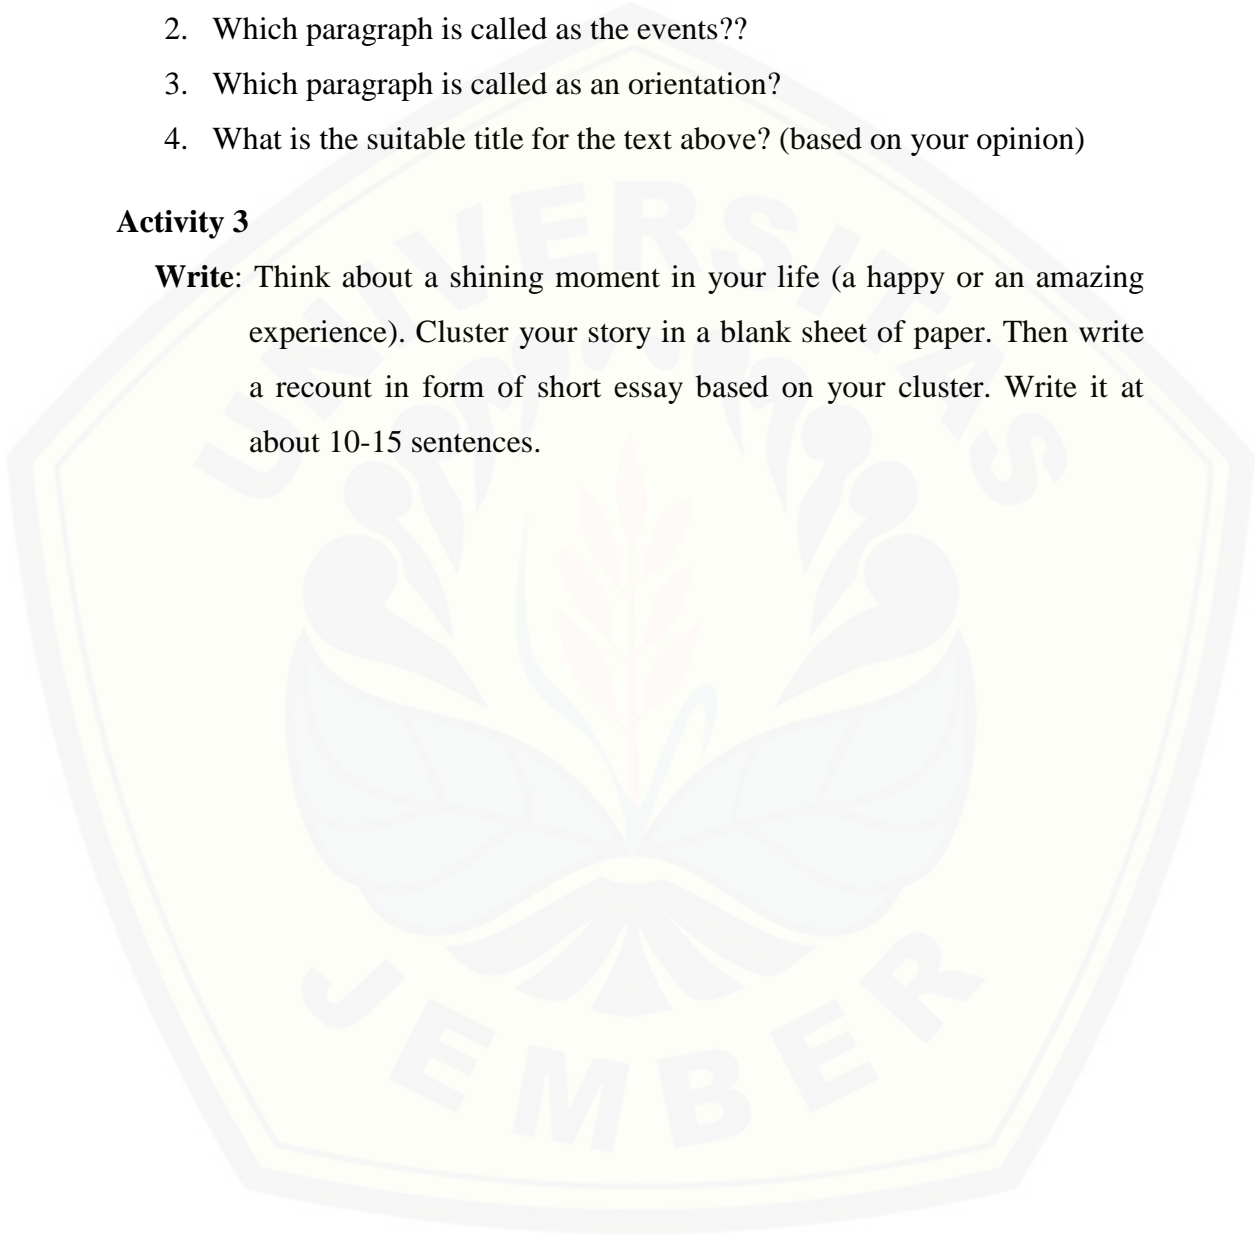 2. Which paragraph is called as the events??
3. Which paragraph is called as an orientation?
4. What is the suitable title for the text above? (based on your opinion)
Activity 3
Write: Think about a shining moment in your life (a happy or an amazing
experience). Cluster your story in a blank sheet of paper. Then write
a recount in form of short essay based on your cluster. Write it at
about 10-15 sentences.
UNIVERSITAS
JEMBER